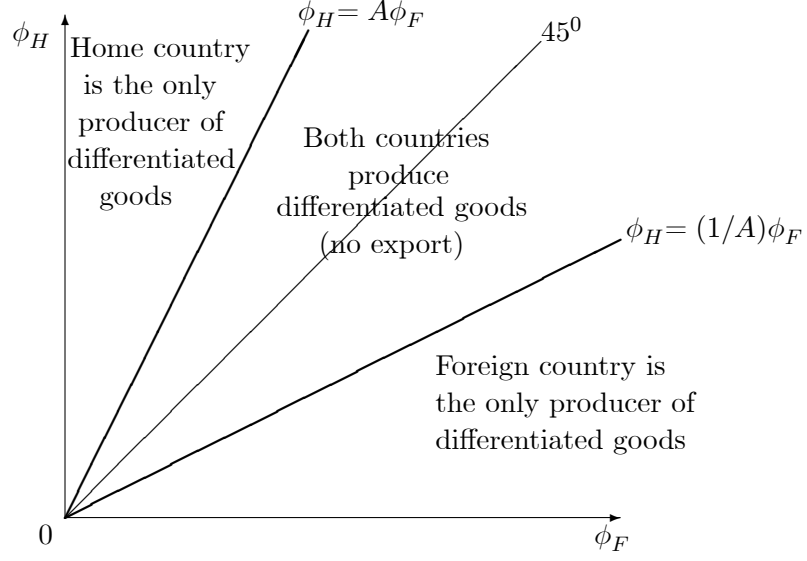 ϕ_H = Aϕ_F
ϕ_H
45⁰
Home country
is the only
producer of
differentiated
goods
Both countries
produce
differentiated goods
(no export)
ϕ_H = (1/A)ϕ_F
Foreign country is
the only producer of
differentiated goods
0
ϕ_F